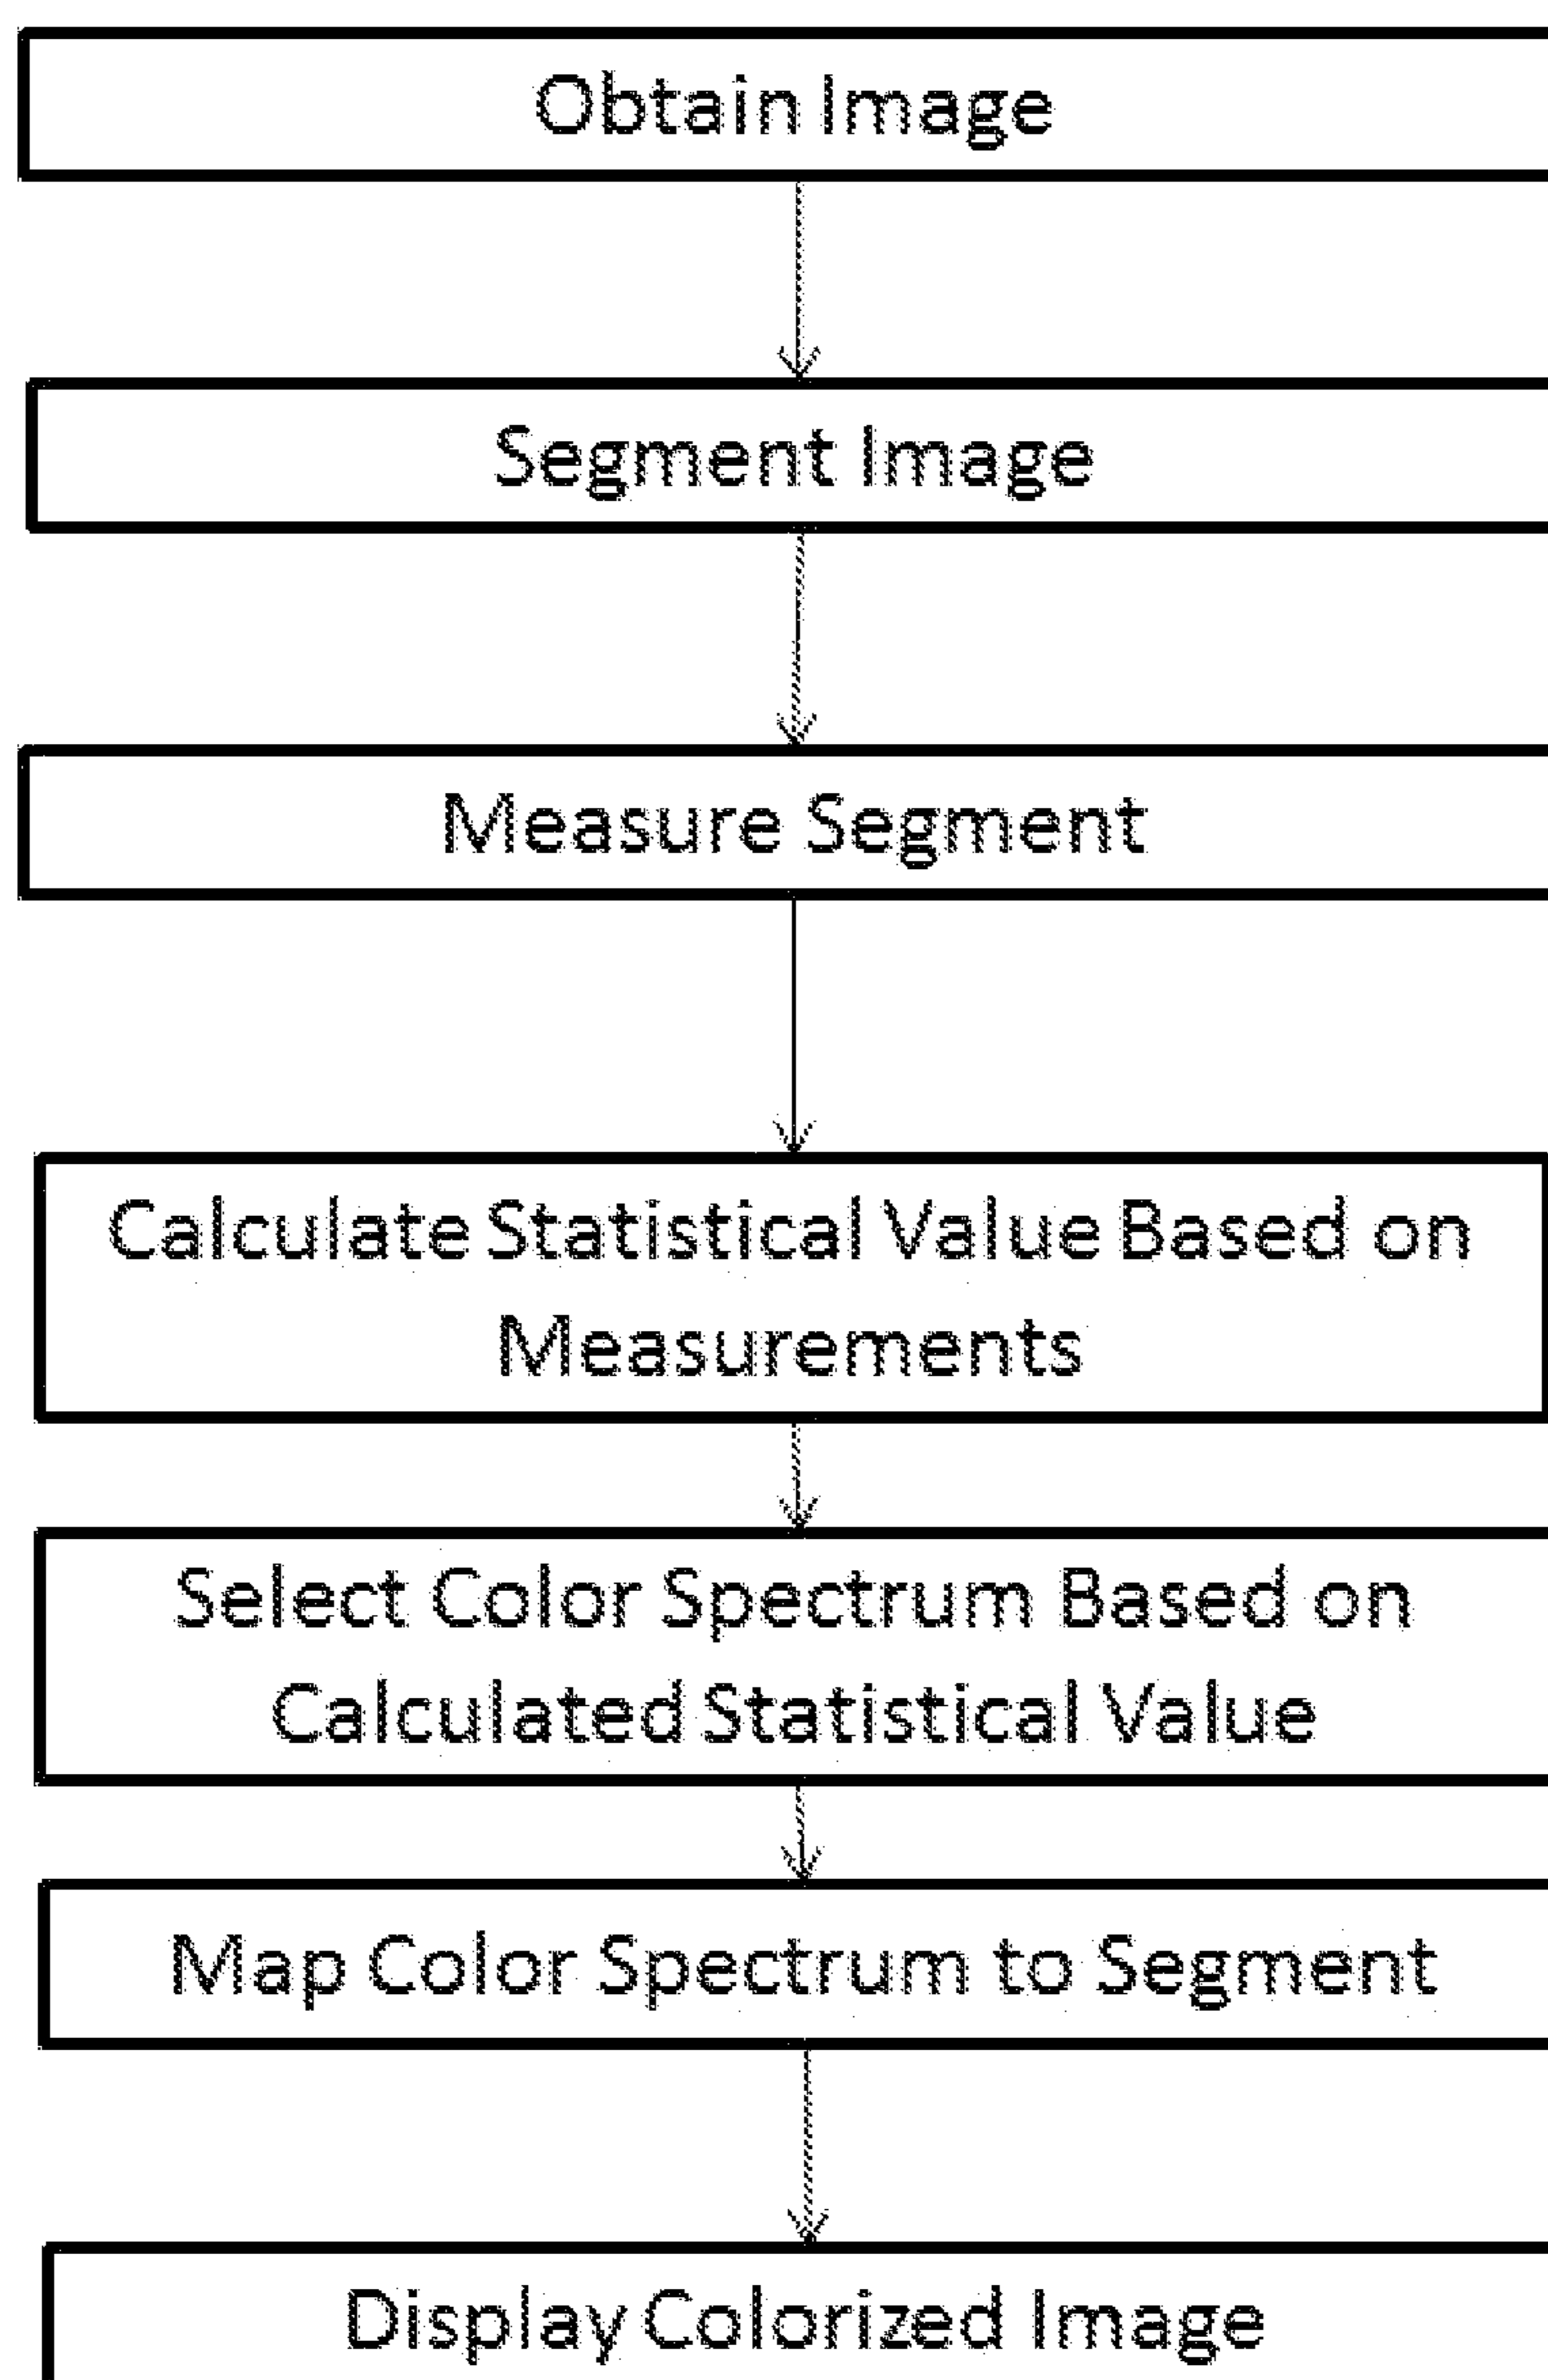 Obtain Image
Segment Image
Measure Segment
Calculate Statistical Value Based on
Measurements
Select Color Spectrum Based on
Calculated Statistical Value
Map Color Spectrum to Segment
Display Colorized Image